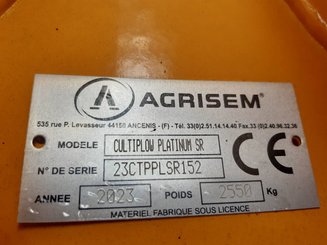 AGRISEM®
535 rue P. Levasseur 44150 ANCENIS - (F) - Tél. 33(0)2.51.14.14.40 Fax.33(0)2.40.96.32.36
MODELE CULTIPLOW PLATINUM SR
N° DE SERIE 23CTPPLSR152
CE
ANNEE 2023 POIDS 2550 Kg
MATERIEL FABRIQUE SOUS LICENCE